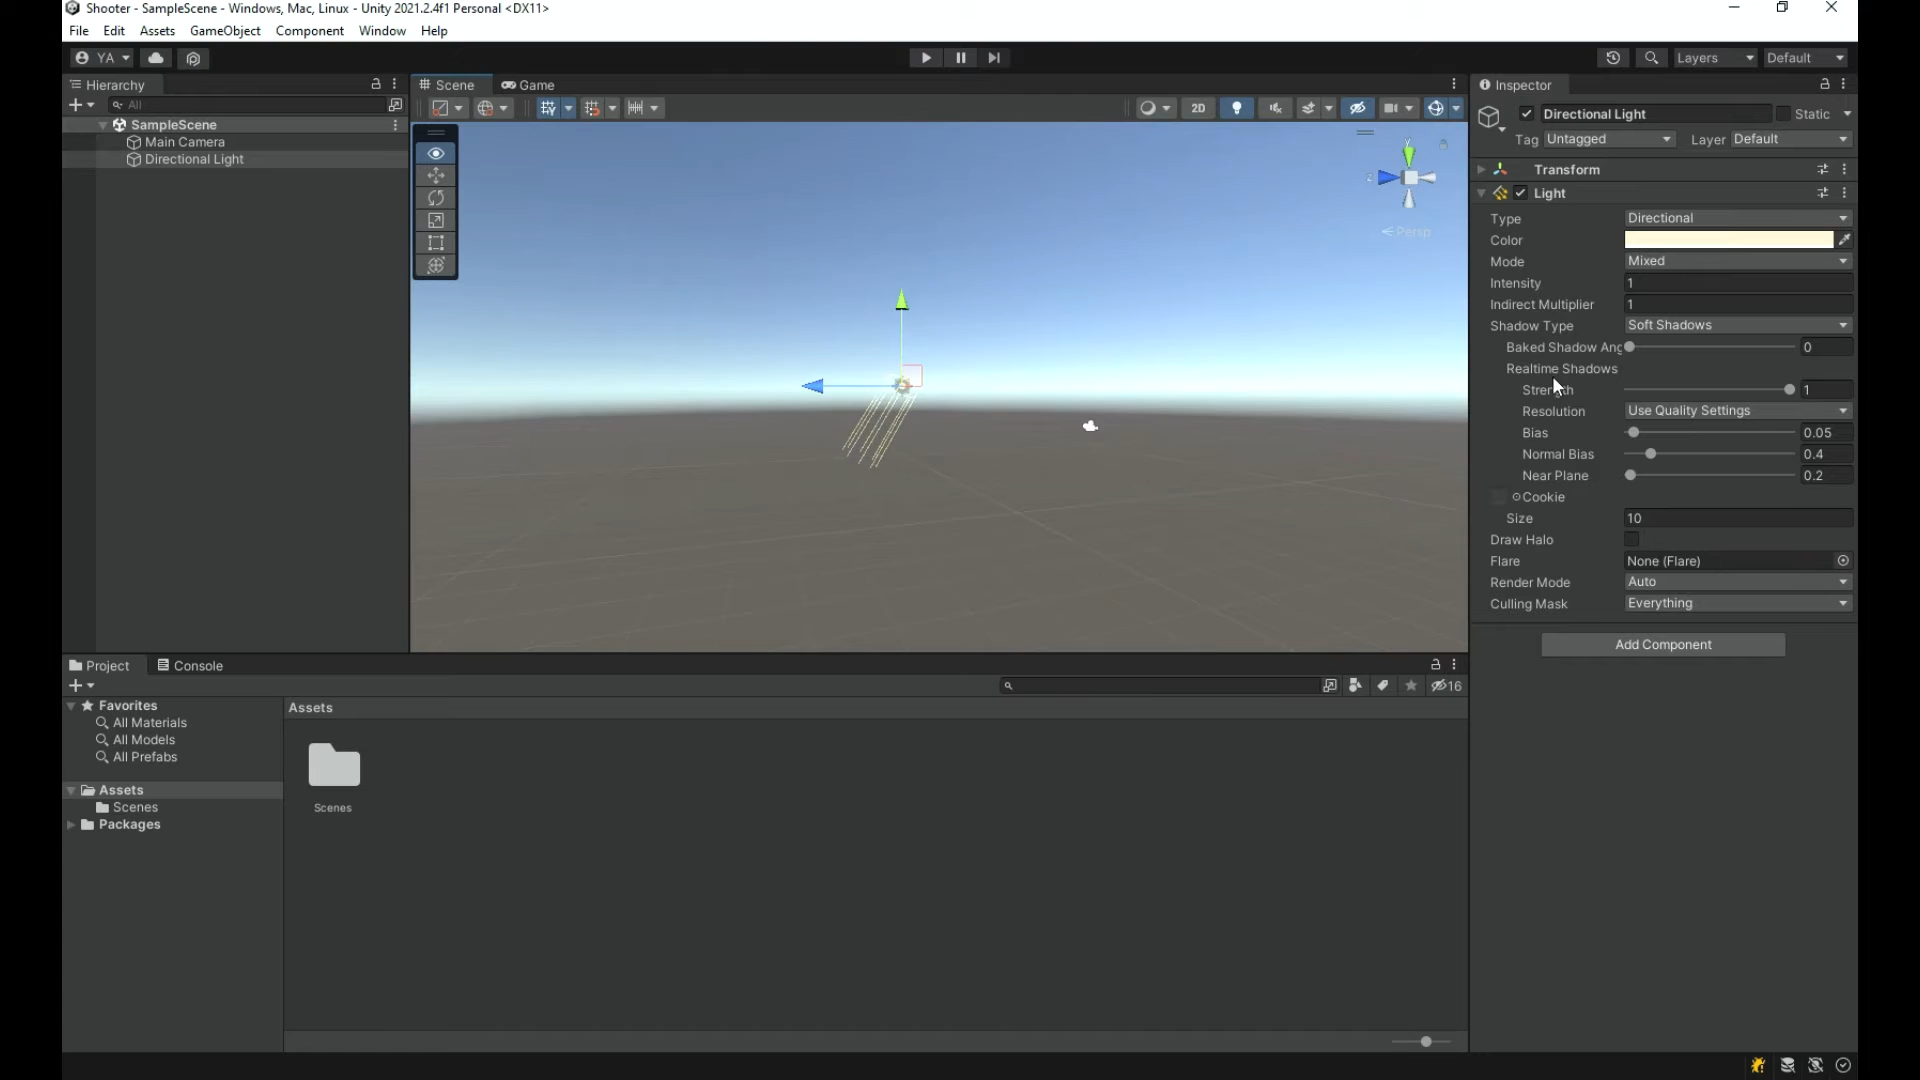 Shooter - SampleScene - Windows, Mac, Linux - Unity 2021.2.4f1 Personal <DX11>
File Edit Assets GameObject Component Window Help
YA Layers Default
Hierarchy
All
SampleScene
Main Camera
Directional Light
Scene Game
2D
y
z
Persp
Inspector
Directional Light Static
Tag Untagged Layer Default
Transform
Light
Type Directional
Color
Mode Mixed
Intensity 1
Indirect Multiplier 1
Shadow Type Soft Shadows
Baked Shadow Ang 0
Realtime Shadows
Strength 1
Resolution Use Quality Settings
Bias 0.05
Normal Bias 0.4
Near Plane 0.2
Cookie
Size 10
Draw Halo
Flare None (Flare)
Render Mode Auto
Culling Mask Everything
Add Component
Project Console
16
Favorites
All Materials
All Models
All Prefabs
Assets
Scenes
Packages
Assets
Scenes